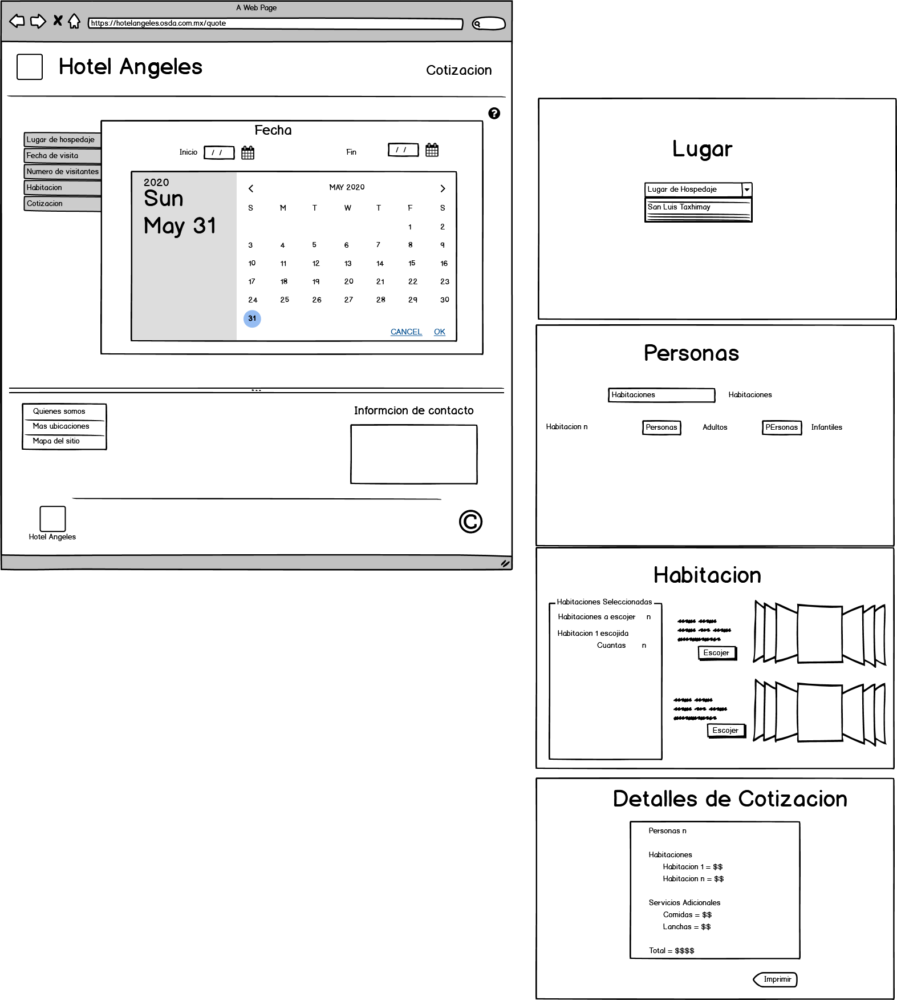 A Web Page
https://hotelangeles.osda.com.mx/quote
Hotel Angeles
Cotizacion
?
Fecha
Lugar de hospedaje
Fecha de visita
Numero de visitantes
Habitacion
Cotizacion
Inicio / / Fin / /
2020
Sun
May 31
MAY 2020
S M T W T F S
1 2
3 4 5 6 7 8 9
10 11 12 13 14 15 16
17 18 19 20 21 22 23
24 25 26 27 28 29 30
31
CANCEL OK
Quienes somos
Mas ubicaciones
Mapa del sitio
Informcion de contacto
Hotel Angeles
©
Lugar
Lugar de Hospedaje
San Luis Taxhimay
Personas
Habitaciones Habitaciones
Habitacion n Personas Adultos PErsonas Infantiles
Habitacion
Habitaciones Seleccionadas
Habitaciones a escojer n
Habitacion 1 escojida
Cuantas n
Escojer
Escojer
Detalles de Cotizacion
Personas n
Habitaciones
Habitacion 1 = $$
Habitacion n = $$
Servicios Adicionales
Comidas = $$
Lanchas = $$
Total = $$$$
Imprimir